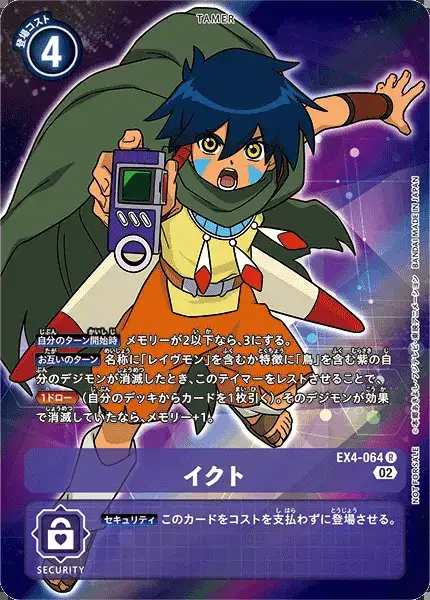 TAMER
登場コスト
4
自分のターン開始時 メモリーが2以下なら、3にする。
お互いのターン 名称に「レイヴモン」を含むか特徴に「鳥」を含む紫の自
分のデジモンが消滅したとき、このテイマーをレストさせることで、
≪1ドロー≫(自分のデッキからカードを1枚引く)。そのデジモンが効果
で消滅していたなら、メモリー+1。
EX4-064 R
02
イクト
SECURITY
セキュリティ このカードをコストを支払わずに登場させる。
NOT FOR SALE
BANDAI MADE IN JAPAN